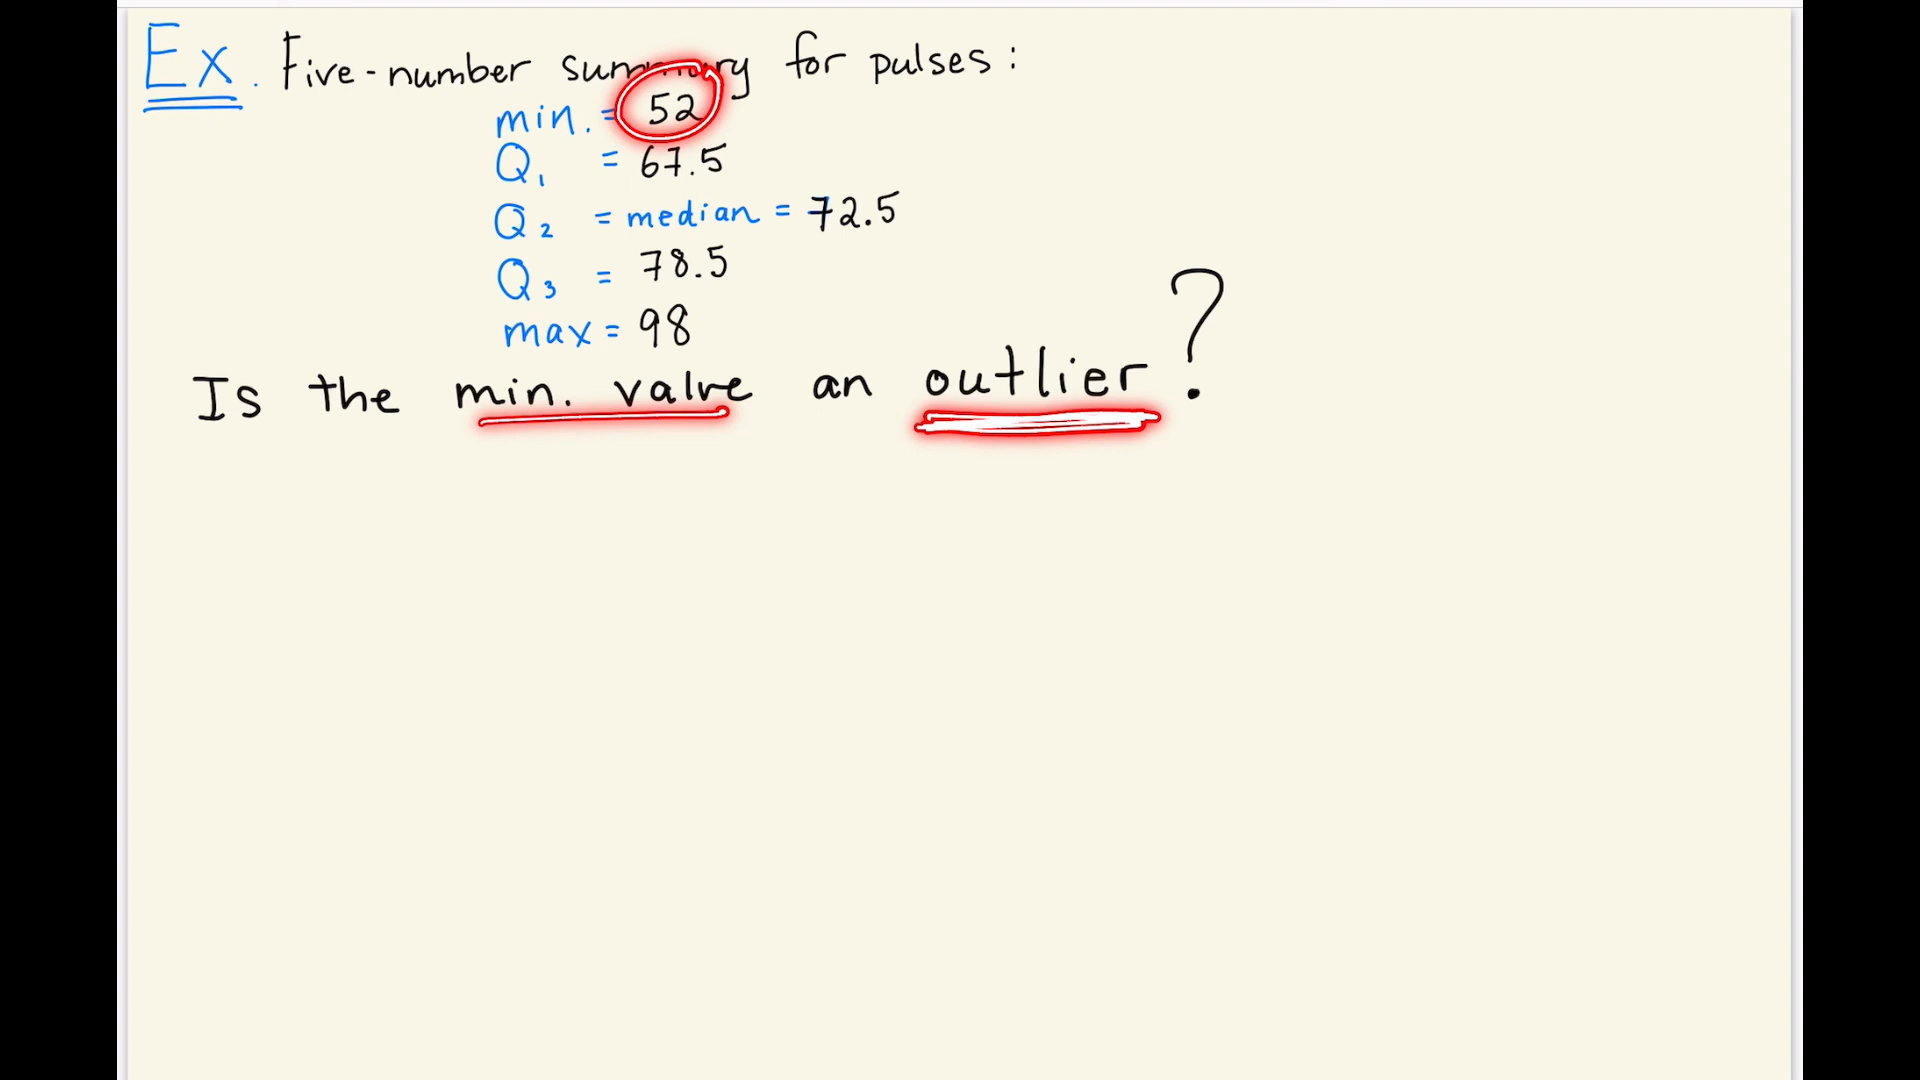 Ex. Five-number summary for pulses:
min. = 52
Q1 = 67.5
Q2 = median = 72.5
Q3 = 78.5
max = 98
Is the min. value an outlier?